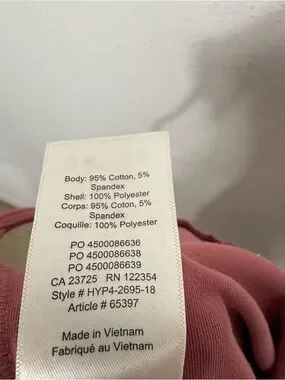 Body: 95% Cotton, 5%
Spandex
Shell: 100% Polyester
Corps: 95% Coton, 5%
Spandex
Coquille: 100% Polyester
PO 4500086636
PO 4500086638
PO 4500086639
CA 23725 RN 122354
Style # HYP4-2695-18
Article # 65397
Made in Vietnam
Fabriqué au Vietnam